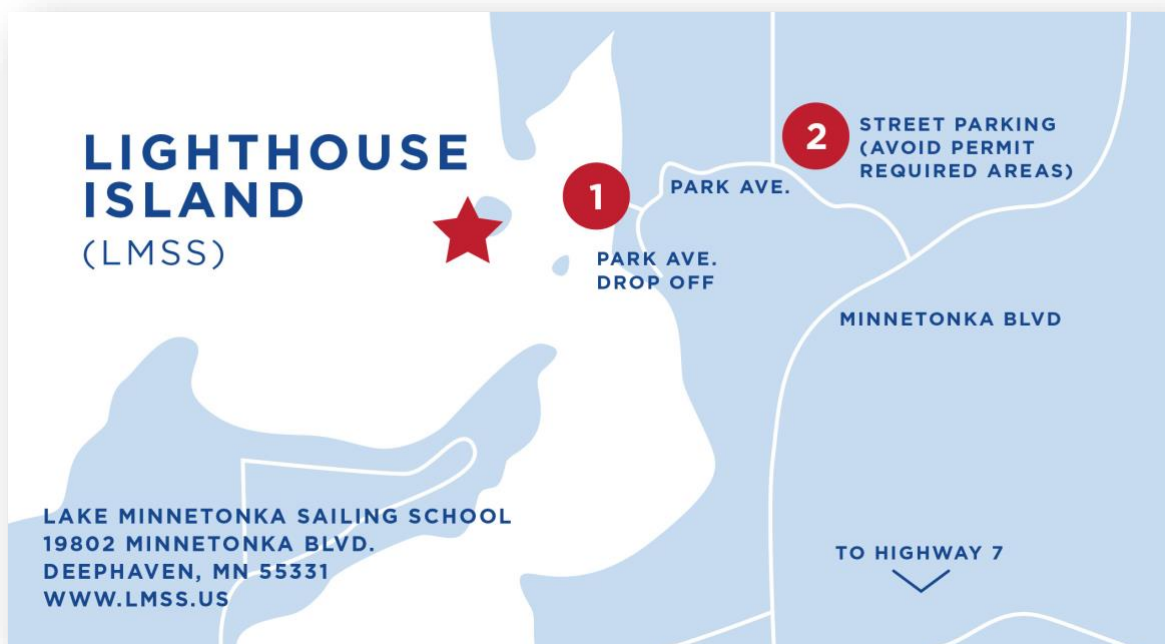 LIGHTHOUSE
ISLAND
(LMSS)
1
PARK AVE.
DROP OFF
2
STREET PARKING
(AVOID PERMIT
REQUIRED AREAS)
PARK AVE.
MINNETONKA BLVD
LAKE MINNETONKA SAILING SCHOOL
19802 MINNETONKA BLVD.
DEEPHAVEN, MN 55331
WWW.LMSS.US
TO HIGHWAY 7